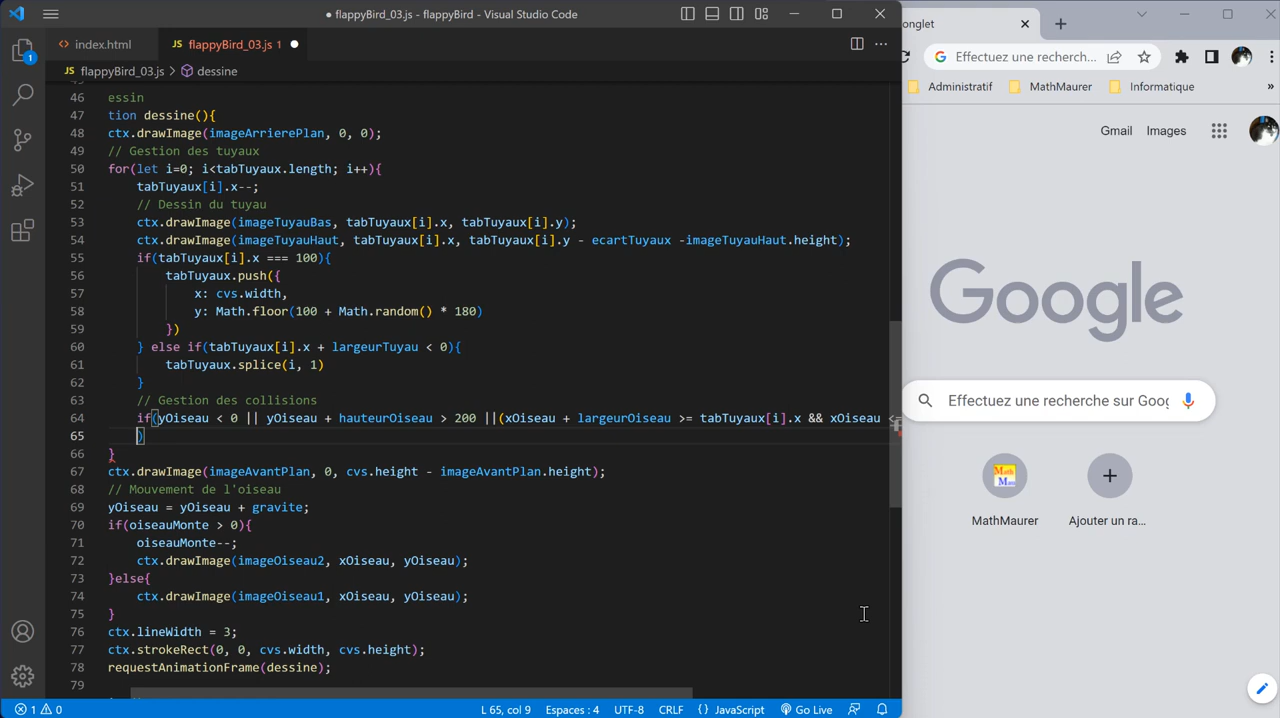 flappyBird_03.js - flappyBird - Visual Studio Code
onglet
index.html
JS flappyBird_03.js 1
Effectuez une recherch...
JS flappyBird_03.js > dessine
Administratif MathMaurer Informatique »
46 essin
47 tion dessine(){
48 ctx.drawImage(imageArrierePlan, 0, 0);
49 // Gestion des tuyaux
50 for(let i=0; i<tabTuyaux.length; i++){
51 tabTuyaux[i].x--;
52 // Dessin du tuyau
53 ctx.drawImage(imageTuyauBas, tabTuyaux[i].x, tabTuyaux[i].y);
54 ctx.drawImage(imageTuyauHaut, tabTuyaux[i].x, tabTuyaux[i].y - ecartTuyaux -imageTuyauHaut.height);
55 if(tabTuyaux[i].x === 100){
56 tabTuyaux.push({
57 x: cvs.width,
58 y: Math.floor(100 + Math.random() * 180)
59 })
60 } else if(tabTuyaux[i].x + largeurTuyau < 0){
61 tabTuyaux.splice(i, 1)
62 }
63 // Gestion des collisions
64 if(yOiseau < 0 || yOiseau + hauteurOiseau > 200 ||(xOiseau + largeurOiseau >= tabTuyaux[i].x && xOiseau <=
65 )
66 }
67 ctx.drawImage(imageAvantPlan, 0, cvs.height - imageAvantPlan.height);
68 // Mouvement de l'oiseau
69 yOiseau = yOiseau + gravite;
70 if(oiseauMonte > 0){
71 oiseauMonte--;
72 ctx.drawImage(imageOiseau2, xOiseau, yOiseau);
73 }else{
74 ctx.drawImage(imageOiseau1, xOiseau, yOiseau);
75 }
76 ctx.lineWidth = 3;
77 ctx.strokeRect(0, 0, cvs.width, cvs.height);
78 requestAnimationFrame(dessine);
79
1
Gmail Images
Google
Effectuez une recherche sur Goog
MathMaurer
Ajouter un ra...
Math
Mau
1 0
L 65, col 9
Espaces : 4
UTF-8
CRLF
{} JavaScript
Go Live